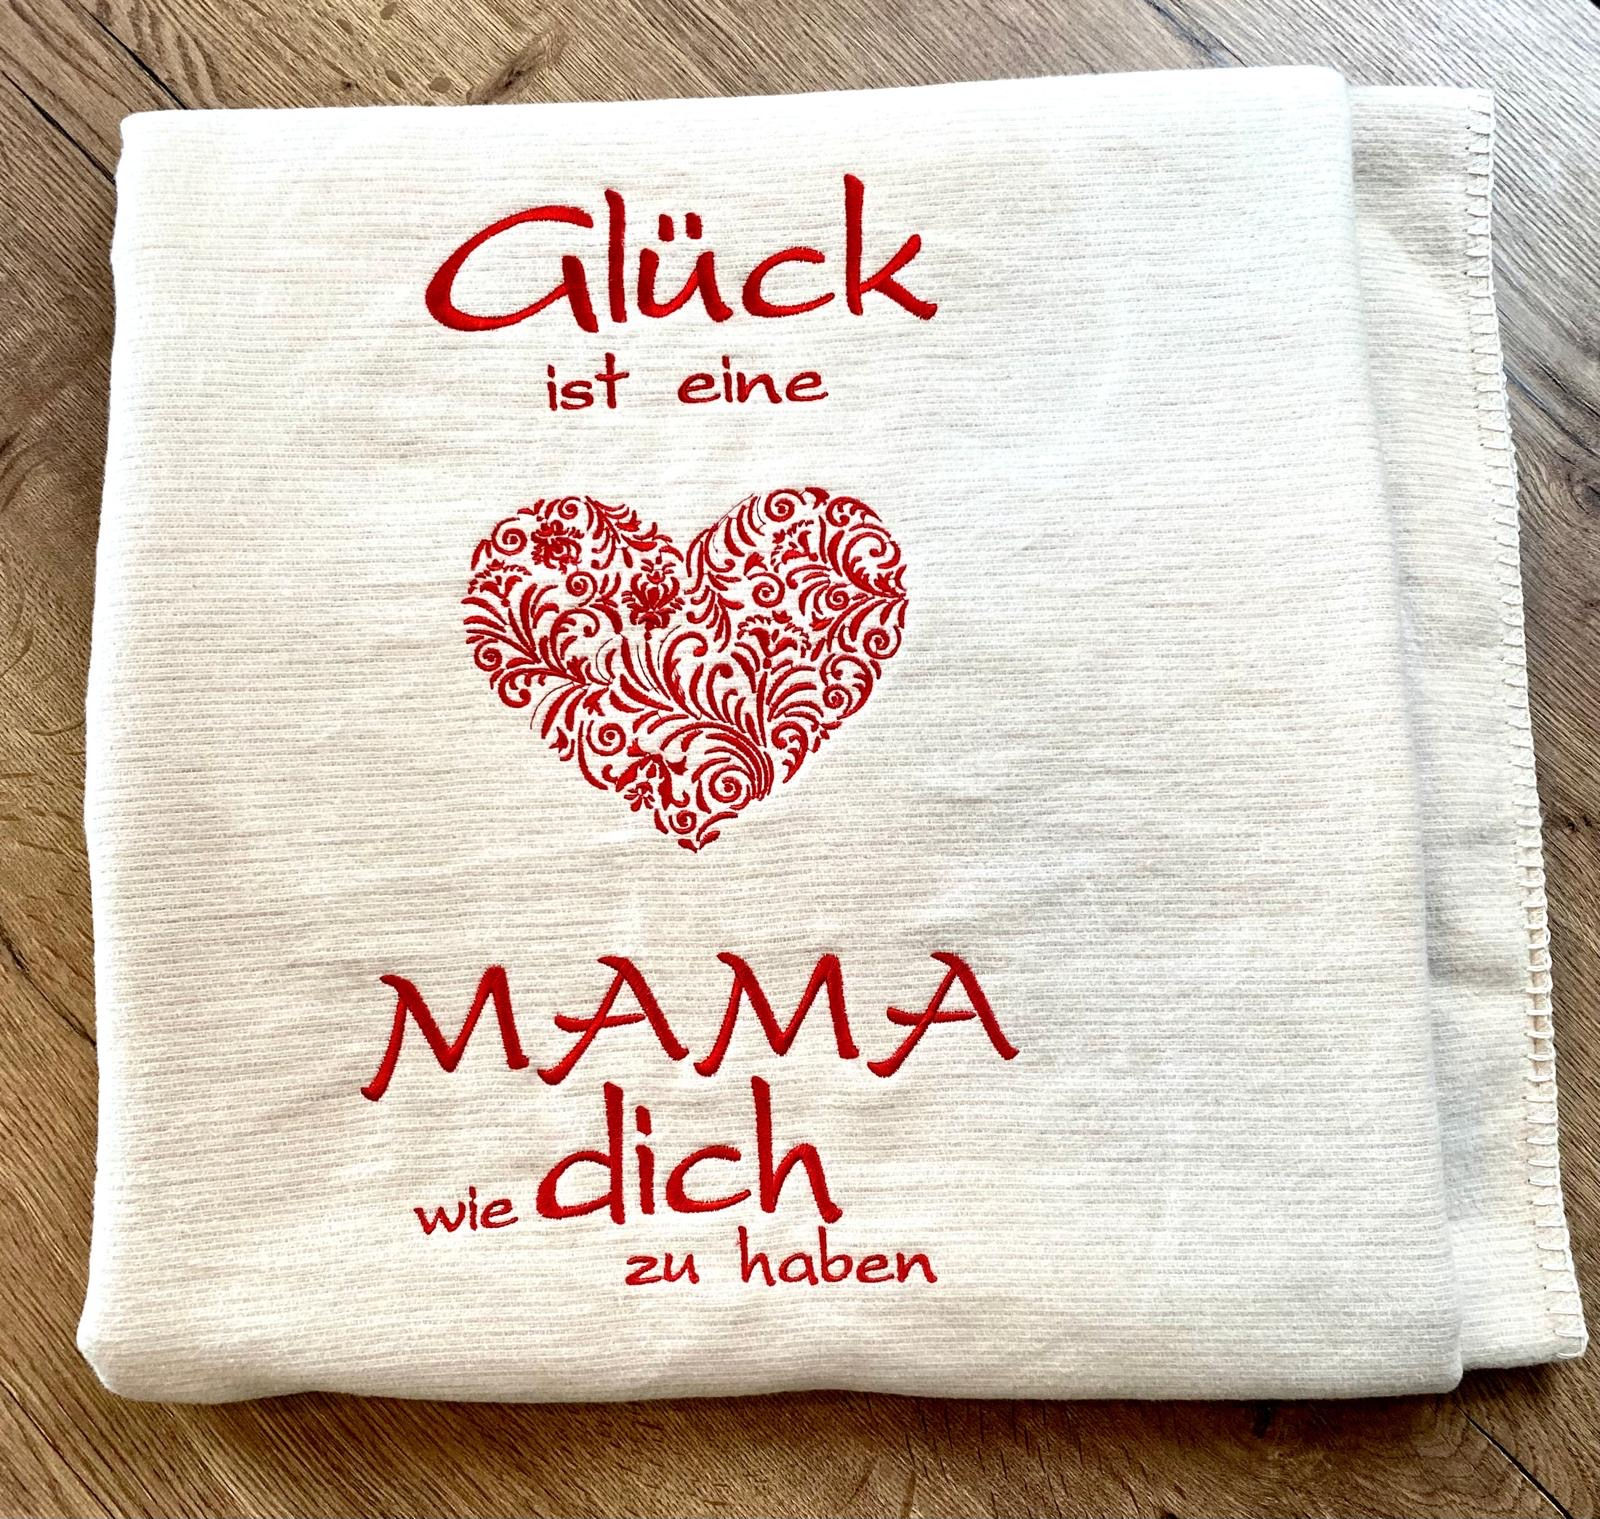 Glück
ist eine
MAMA
wie dich
zu haben